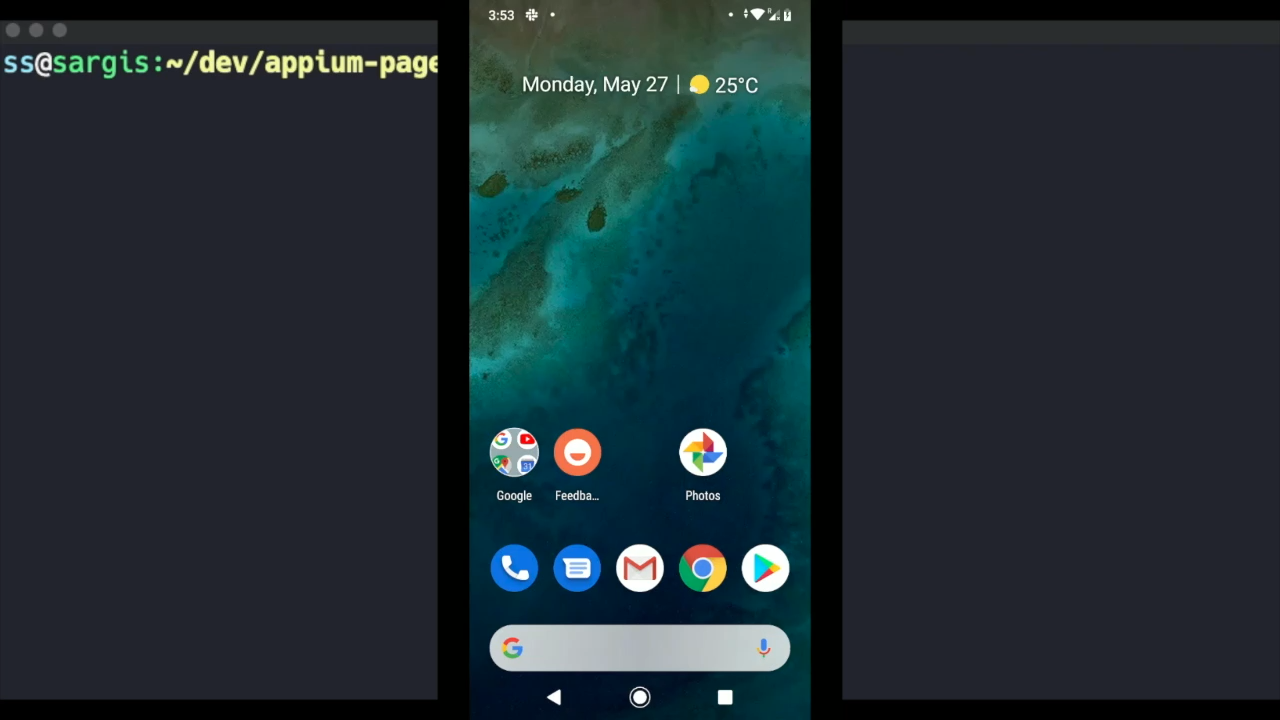 ss@sargis:~/dev/appium-page
3:53
Monday, May 27 | 25°C
Google
Feedba...
Photos